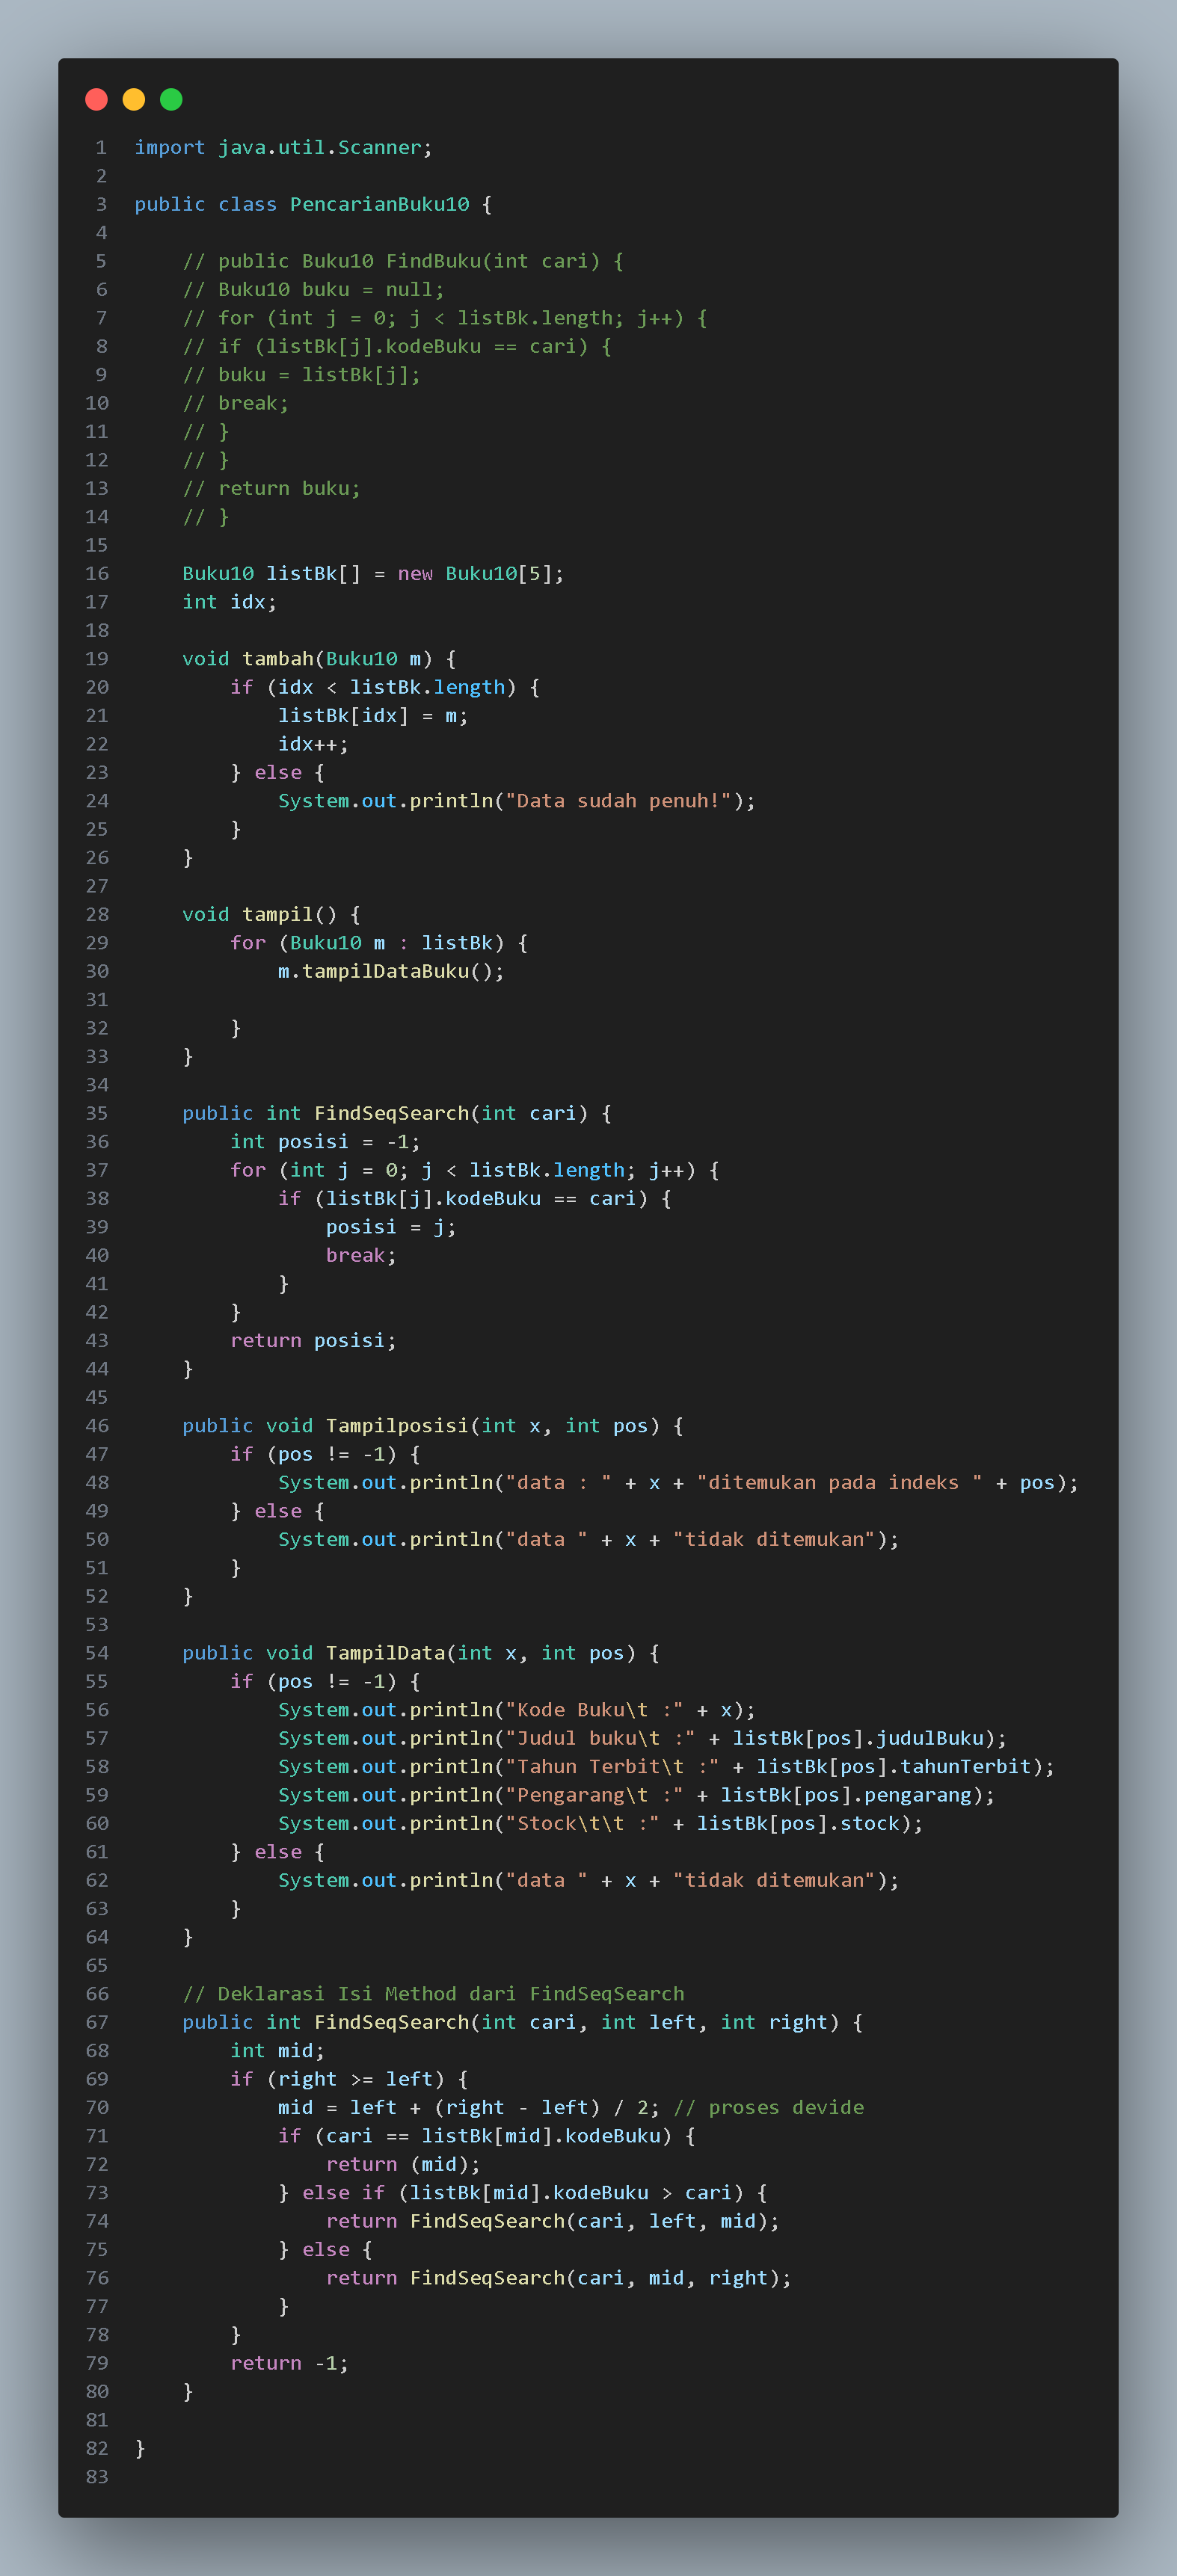 1 import java.util.Scanner;
2
3 public class PencarianBuku10 {
4
5     // public Buku10 FindBuku(int cari) {
6     // Buku10 buku = null;
7     // for (int j = 0; j < listBk.length; j++) {
8     // if (listBk[j].kodeBuku == cari) {
9     // buku = listBk[j];
10     // break;
11     // }
12     // }
13     // return buku;
14     // }
15
16     Buku10 listBk[] = new Buku10[5];
17     int idx;
18
19     void tambah(Buku10 m) {
20         if (idx < listBk.length) {
21             listBk[idx] = m;
22             idx++;
23         } else {
24             System.out.println("Data sudah penuh!");
25         }
26     }
27
28     void tampil() {
29         for (Buku10 m : listBk) {
30             m.tampilDataBuku();
31
32         }
33     }
34
35     public int FindSeqSearch(int cari) {
36         int posisi = -1;
37         for (int j = 0; j < listBk.length; j++) {
38             if (listBk[j].kodeBuku == cari) {
39                 posisi = j;
40                 break;
41             }
42         }
43         return posisi;
44     }
45
46     public void Tampilposisi(int x, int pos) {
47         if (pos != -1) {
48             System.out.println("data : " + x + "ditemukan pada indeks " + pos);
49         } else {
50             System.out.println("data " + x + "tidak ditemukan");
51         }
52     }
53
54     public void TampilData(int x, int pos) {
55         if (pos != -1) {
56             System.out.println("Kode Buku\t :" + x);
57             System.out.println("Judul buku\t :" + listBk[pos].judulBuku);
58             System.out.println("Tahun Terbit\t :" + listBk[pos].tahunTerbit);
59             System.out.println("Pengarang\t :" + listBk[pos].pengarang);
60             System.out.println("Stock\t\t :" + listBk[pos].stock);
61         } else {
62             System.out.println("data " + x + "tidak ditemukan");
63         }
64     }
65
66     // Deklarasi Isi Method dari FindSeqSearch
67     public int FindSeqSearch(int cari, int left, int right) {
68         int mid;
69         if (right >= left) {
70             mid = left + (right - left) / 2; // proses devide
71             if (cari == listBk[mid].kodeBuku) {
72                 return (mid);
73             } else if (listBk[mid].kodeBuku > cari) {
74                 return FindSeqSearch(cari, left, mid);
75             } else {
76                 return FindSeqSearch(cari, mid, right);
77             }
78         }
79         return -1;
80     }
81
82 }
83